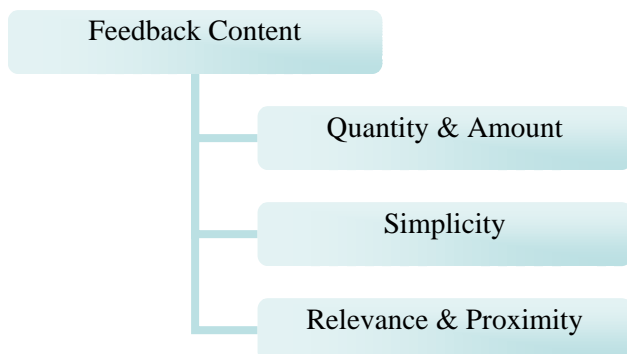 Feedback Content
Quantity & Amount
Simplicity
Relevance & Proximity